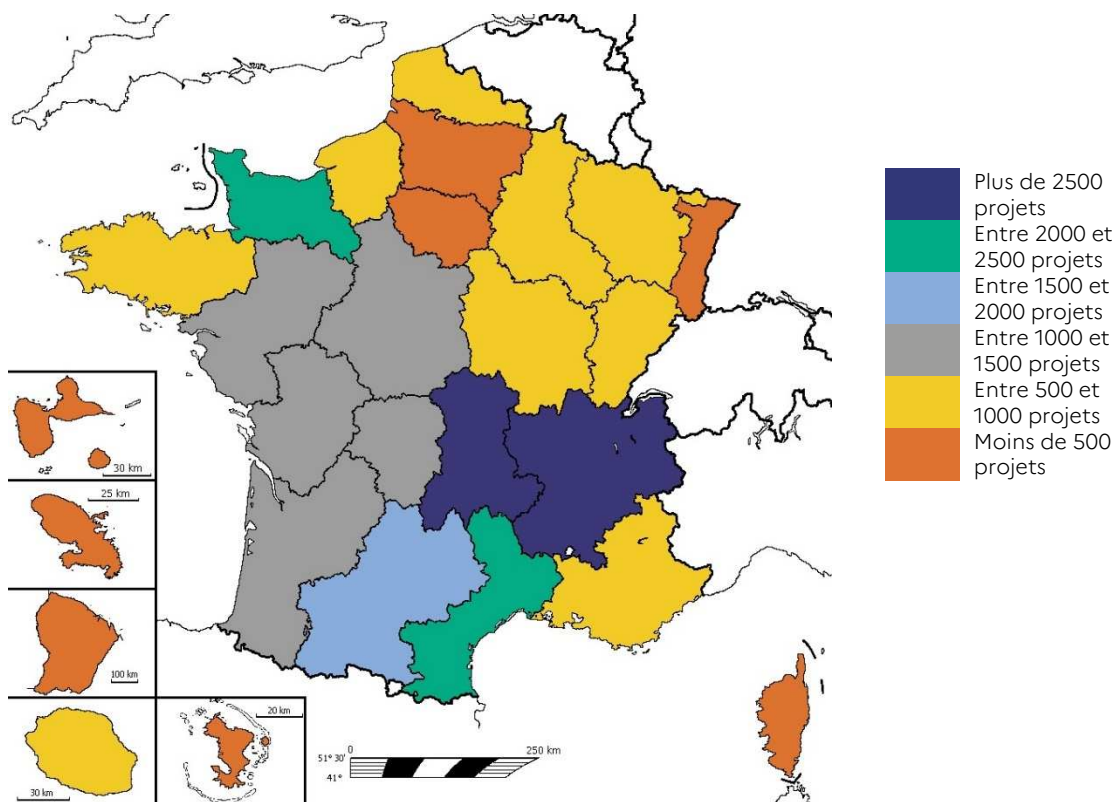 Plus de 2500
projets
Entre 2000 et
2500 projets
Entre 1500 et
2000 projets
Entre 1000 et
1500 projets
Entre 500 et
1000 projets
Moins de 500
projets
30 km
25 km
100 km
30 km
20 km
0 250 km
51° 30'
41°